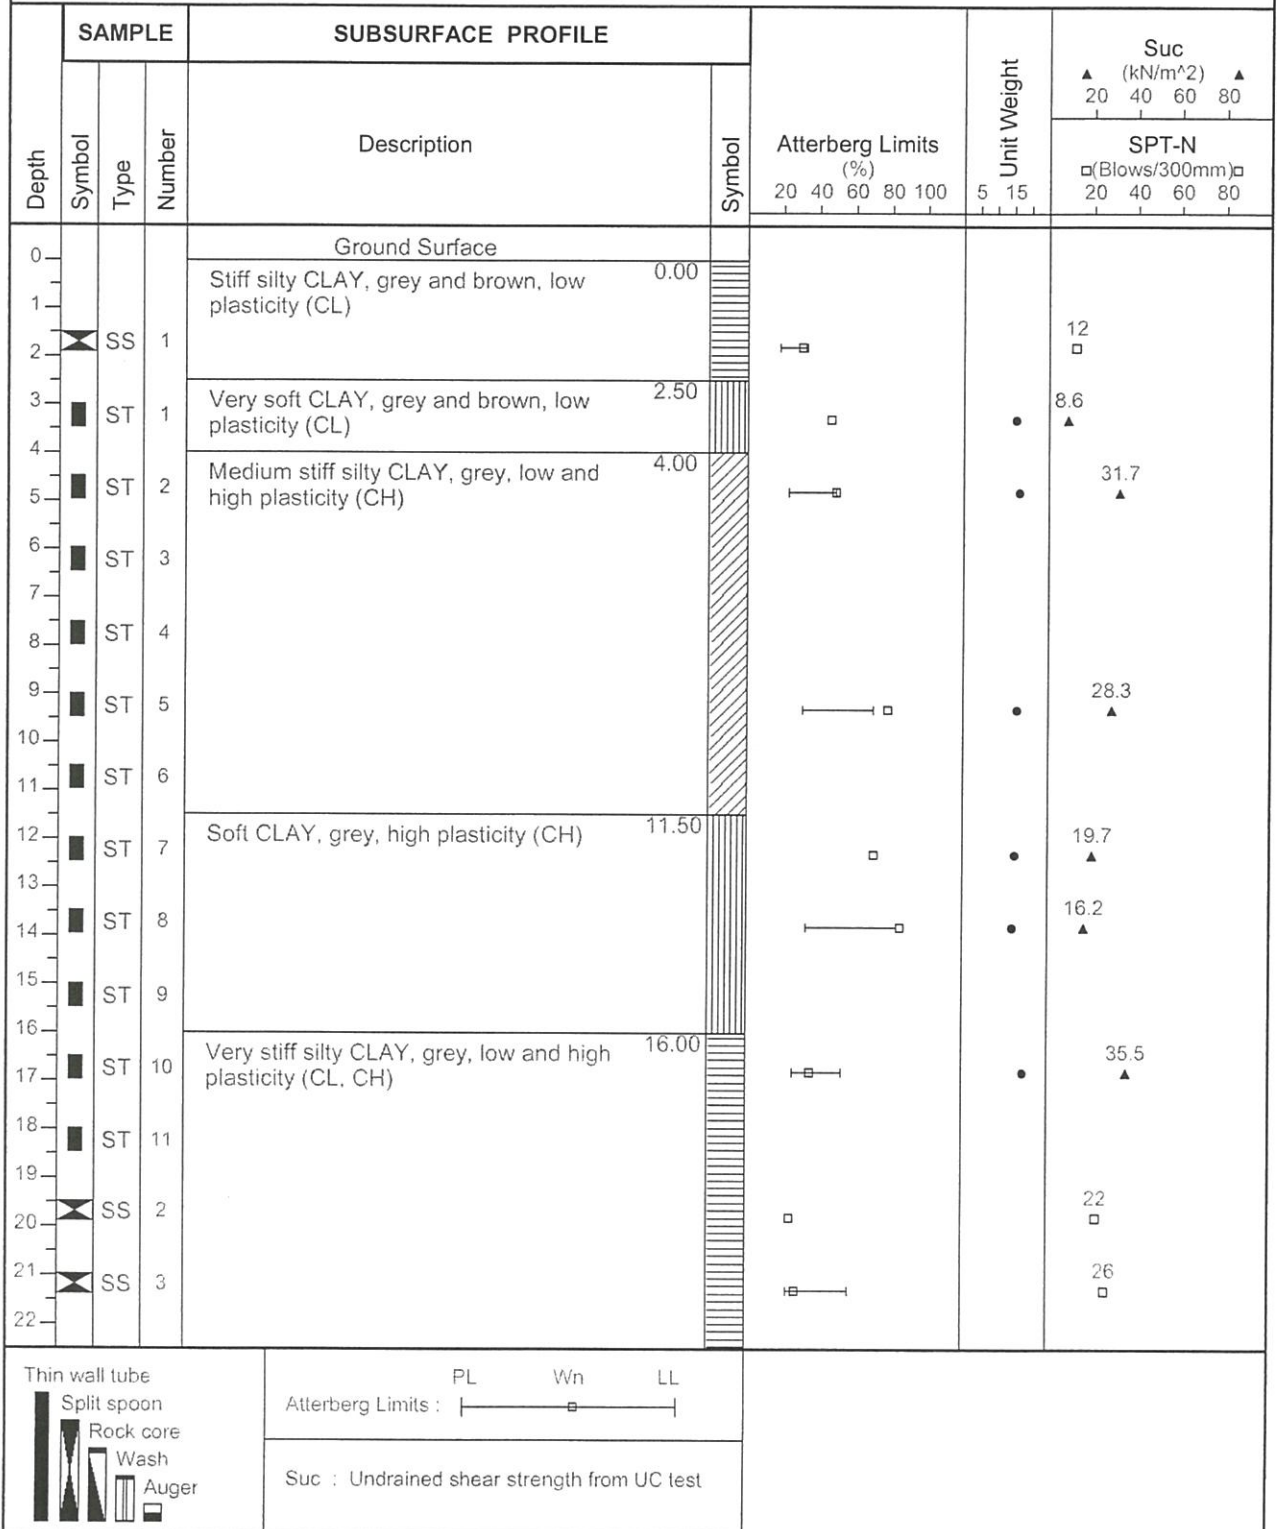 SAMPLE
SUBSURFACE PROFILE
Depth
Symbol
Type
Number
Description
Symbol
Atterberg Limits
(%)
20 40 60 80 100
Unit Weight
5 15
Suc
▲ (kN/m^2) ▲
20 40 60 80
SPT-N
□(Blows/300mm)□
20 40 60 80
Ground Surface
0
Stiff silty CLAY, grey and brown, low 0.00
plasticity (CL)
1
SS 1 12
2
Very soft CLAY, grey and brown, low 2.50
plasticity (CL)
3
ST 1 8.6
4
Medium stiff silty CLAY, grey, low and 4.00
high plasticity (CH)
ST 2 31.7
5
6
ST 3
7
ST 4
8
9
ST 5 28.3
10
ST 6
11
Soft CLAY, grey, high plasticity (CH) 11.50
12
ST 7 19.7
13
ST 8 16.2
14
15
ST 9
16
Very stiff silty CLAY, grey, low and high 16.00
plasticity (CL, CH)
ST 10 35.5
17
18
ST 11
19
SS 2 22
20
21
SS 3 26
22
Thin wall tube
Split spoon
Rock core
Wash
Auger
PL Wn LL
Atterberg Limits :
Suc : Undrained shear strength from UC test